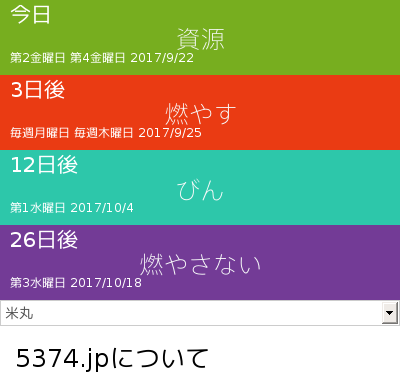 今日
資源
第2金曜日 第4金曜日 2017/9/22
3日後
燃やす
毎週月曜日 毎週木曜日 2017/9/25
12日後
びん
第1水曜日 2017/10/4
26日後
燃やさない
第3水曜日 2017/10/18
米丸
5374.jpについて